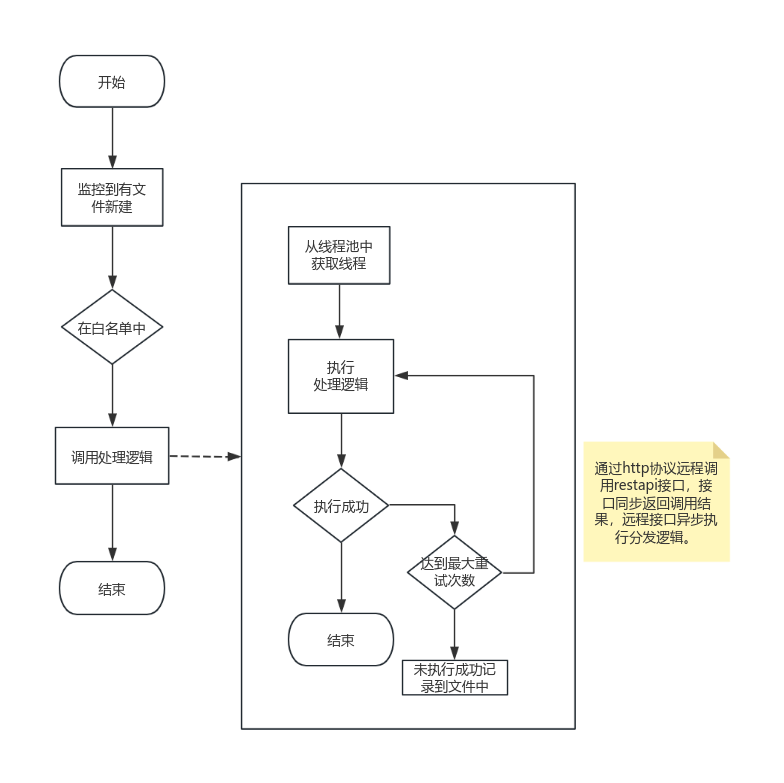 开始
监控到有文
件新建
在白名单中
调用处理逻辑
结束
从线程池中
获取线程
执行
处理逻辑
执行成功
达到最大重
试次数
结束
未执行成功记
录到文件中
通过http协议远程调
用restapi接口，接
口同步返回调用结
果，远程接口异步执
行分发逻辑。